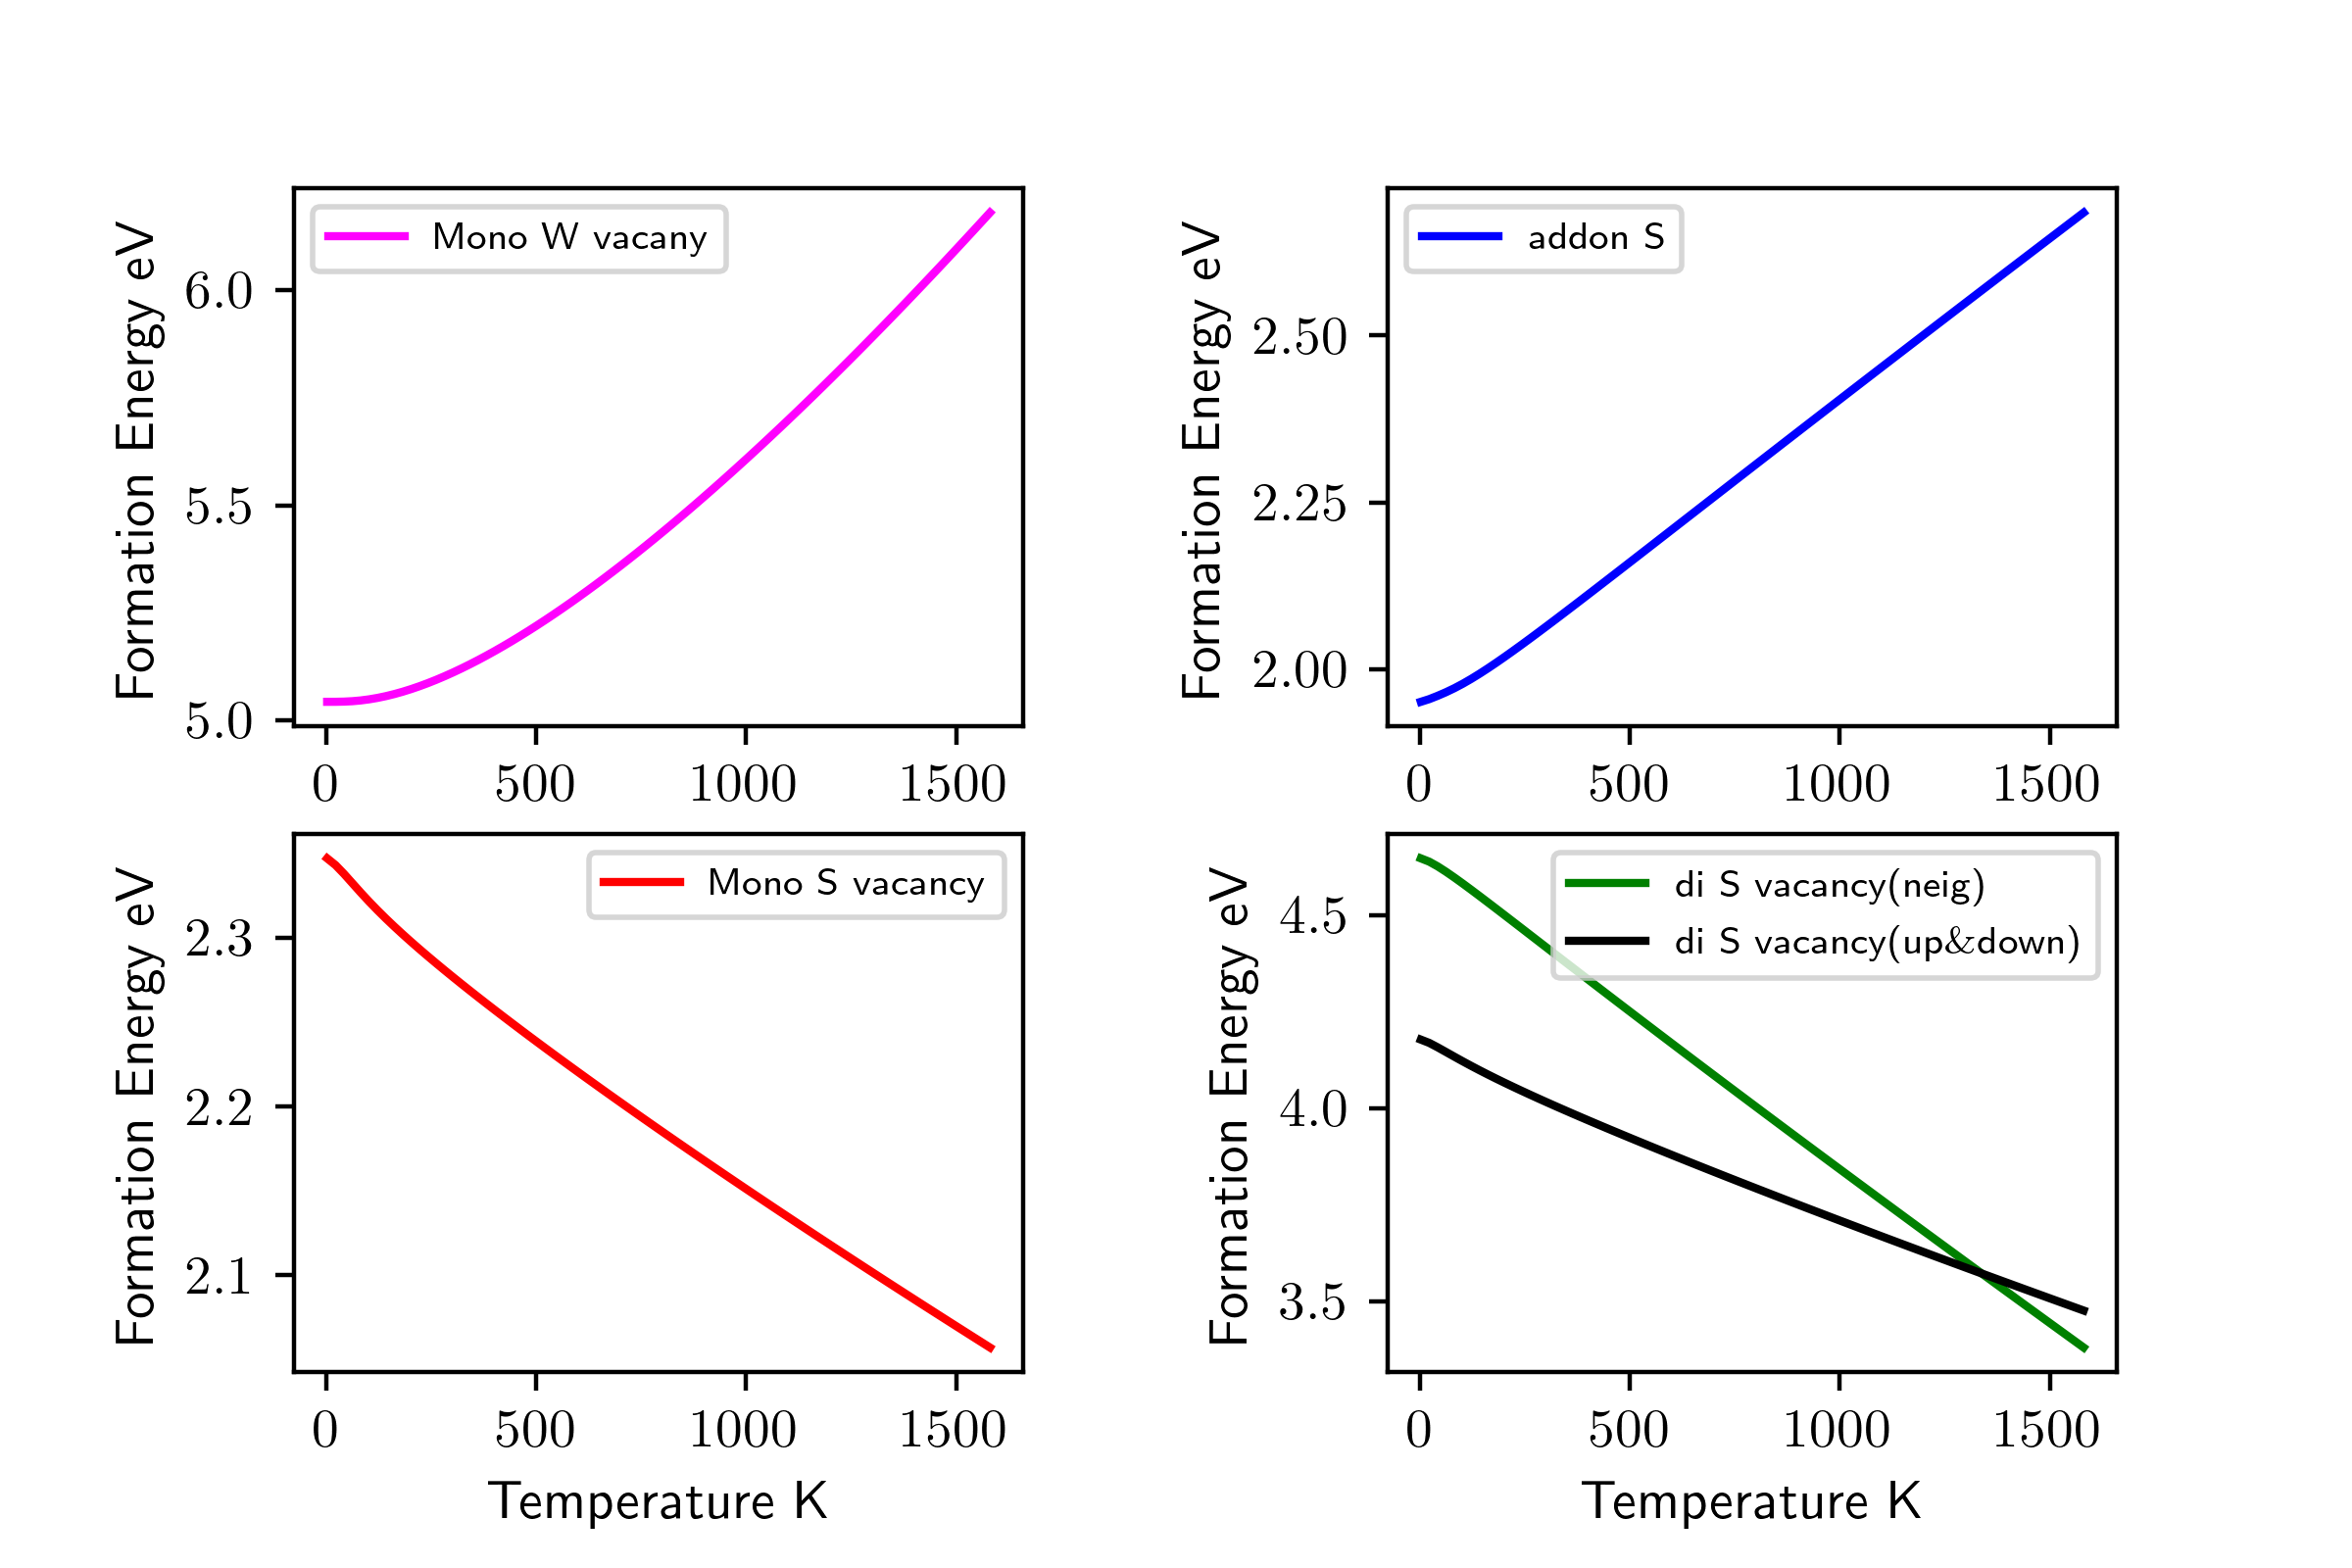 Mono W vacany
Formation Energy eV
6.0
5.5
5.0
0 500 1000 1500
addon S
Formation Energy eV
2.50
2.25
2.00
0 500 1000 1500
Mono S vacancy
Formation Energy eV
2.3
2.2
2.1
0 500 1000 1500
Temperature K
di S vacancy(neig)
di S vacancy(up&down)
Formation Energy eV
4.5
4.0
3.5
0 500 1000 1500
Temperature K